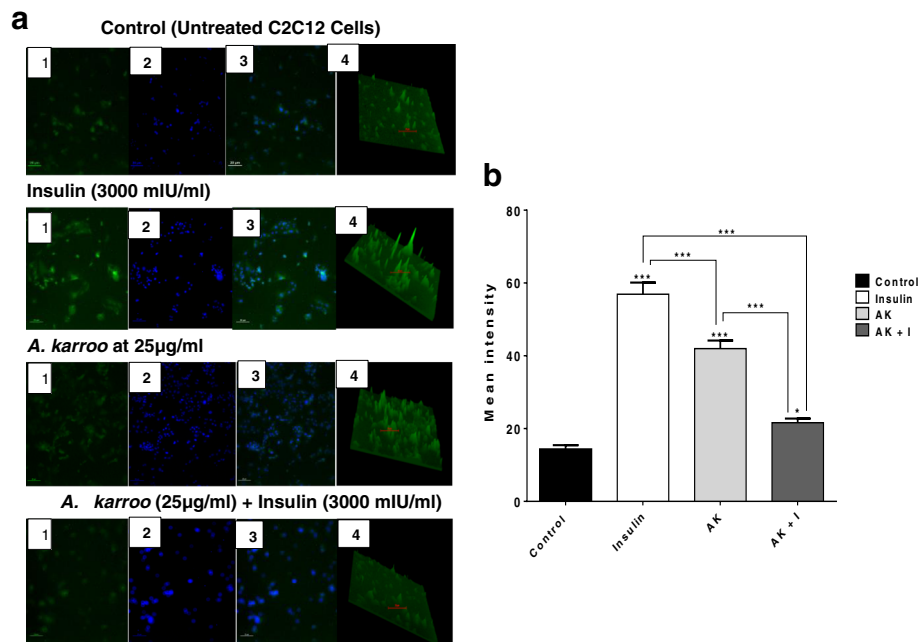 a
Control (Untreated C2C12 Cells)
1 2 3 4
Insulin (3000 mIU/ml)
1 2 3 4
A. karroo at 25µg/ml
1 2 3 4
A. karroo (25µg/ml) + Insulin (3000 mIU/ml)
1 2 3 4
b
Mean intensity
80
60
40
20
0
***
***
***
***
***
*
Control
Insulin
AK
AK + I
Control
Insulin
AK
AK + I